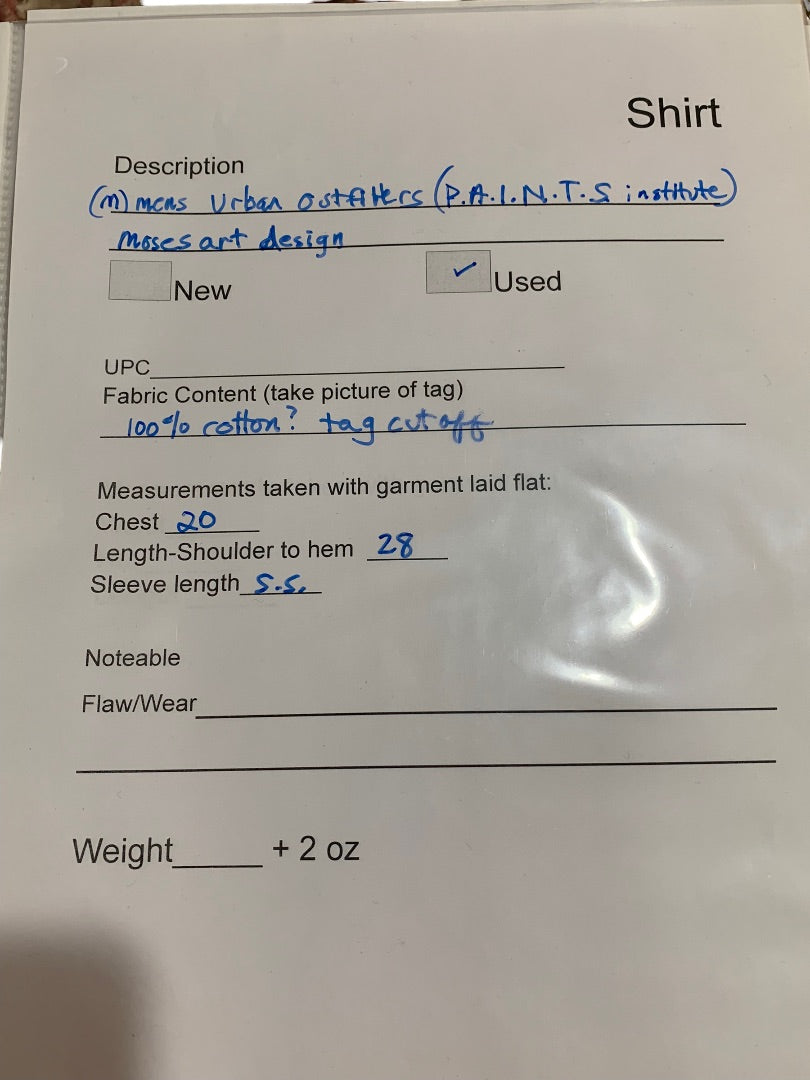 Shirt
Description
(m) mens Urban outfitters (P.A.I.N.T.S institute)
moses art design
New
Used
UPC
Fabric Content (take picture of tag)
100% cotton? tag cut off
Measurements taken with garment laid flat:
Chest 20
Length-Shoulder to hem 28
Sleeve length S.S.
Noteable
Flaw/Wear
Weight + 2 oz